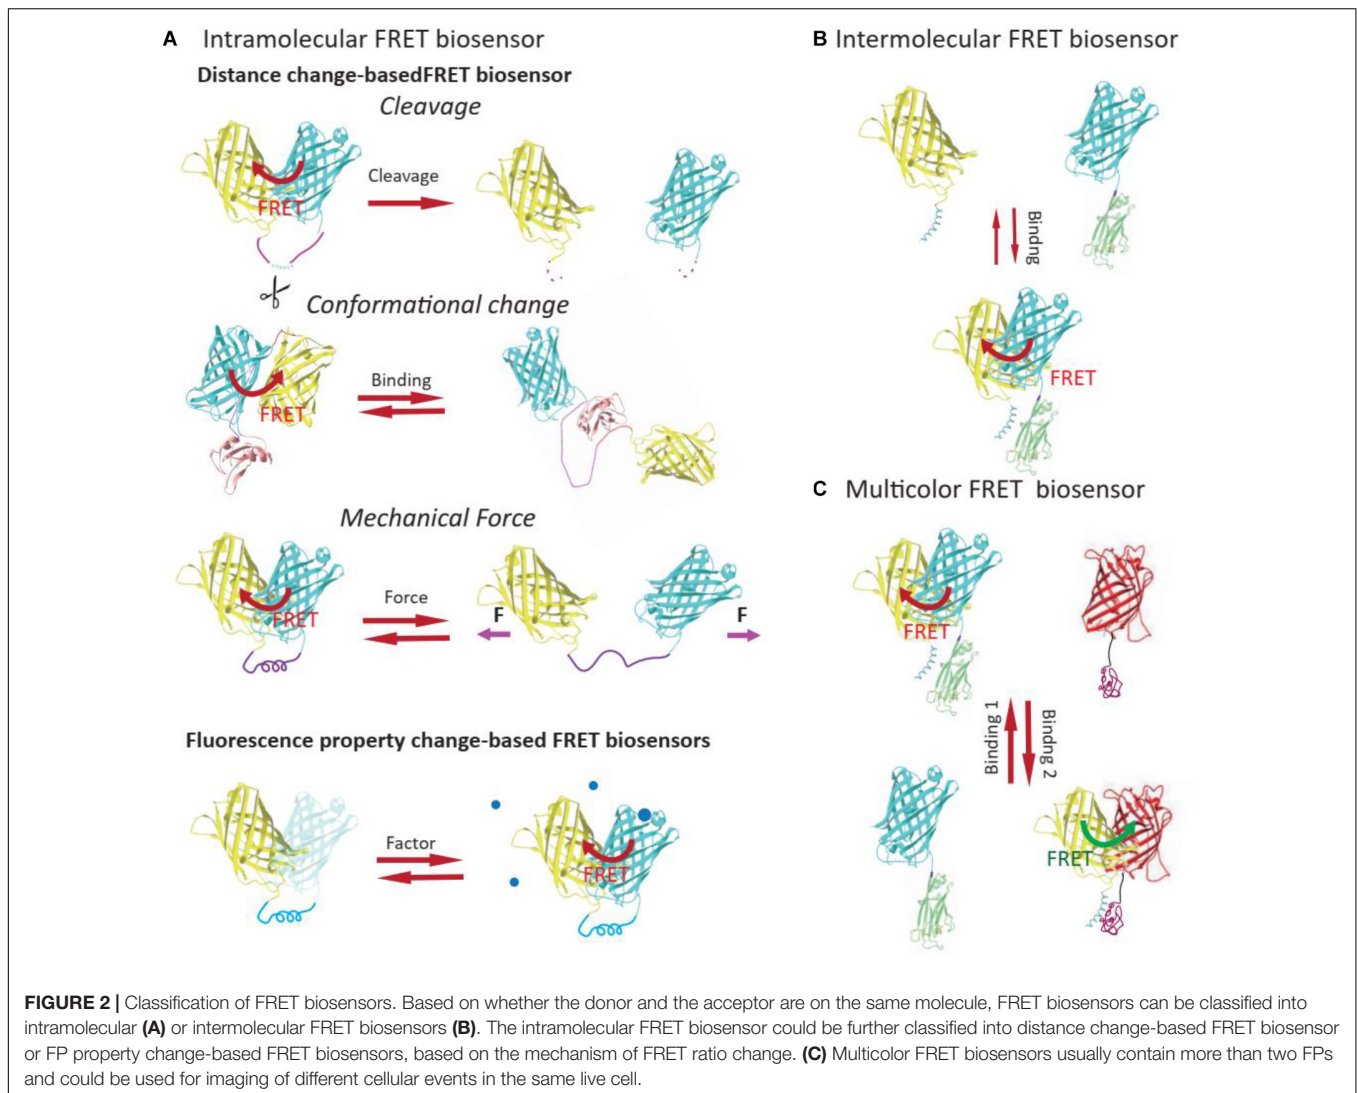 A Intramolecular FRET biosensor
Distance change-basedFRET biosensor
Cleavage
FRET
Cleavage
Conformational change
FRET
Binding
Mechanical Force
FRET
Force
F
F
Fluorescence property change-based FRET biosensors
Factor
FRET
B Intermolecular FRET biosensor
Bindng
FRET
C Multicolor FRET biosensor
FRET
Binding 1
Bindng 2
FRET
FIGURE 2 | Classification of FRET biosensors. Based on whether the donor and the acceptor are on the same molecule, FRET biosensors can be classified into
intramolecular (A) or intermolecular FRET biosensors (B). The intramolecular FRET biosensor could be further classified into distance change-based FRET biosensor
or FP property change-based FRET biosensors, based on the mechanism of FRET ratio change. (C) Multicolor FRET biosensors usually contain more than two FPs
and could be used for imaging of different cellular events in the same live cell.